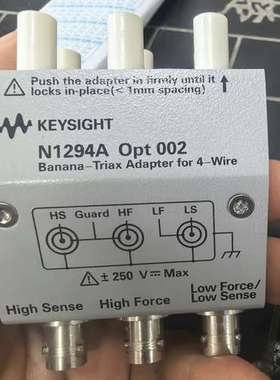 Push the adapter in firmly until it
locks in-place(< 1mm spacing)
KEYSIGHT
N1294A Opt 002
Banana-Triax Adapter for 4-Wire
HS Guard HF LF LS
± 250 V ⎓ Max
High Sense High Force Low Force/
Low Sense